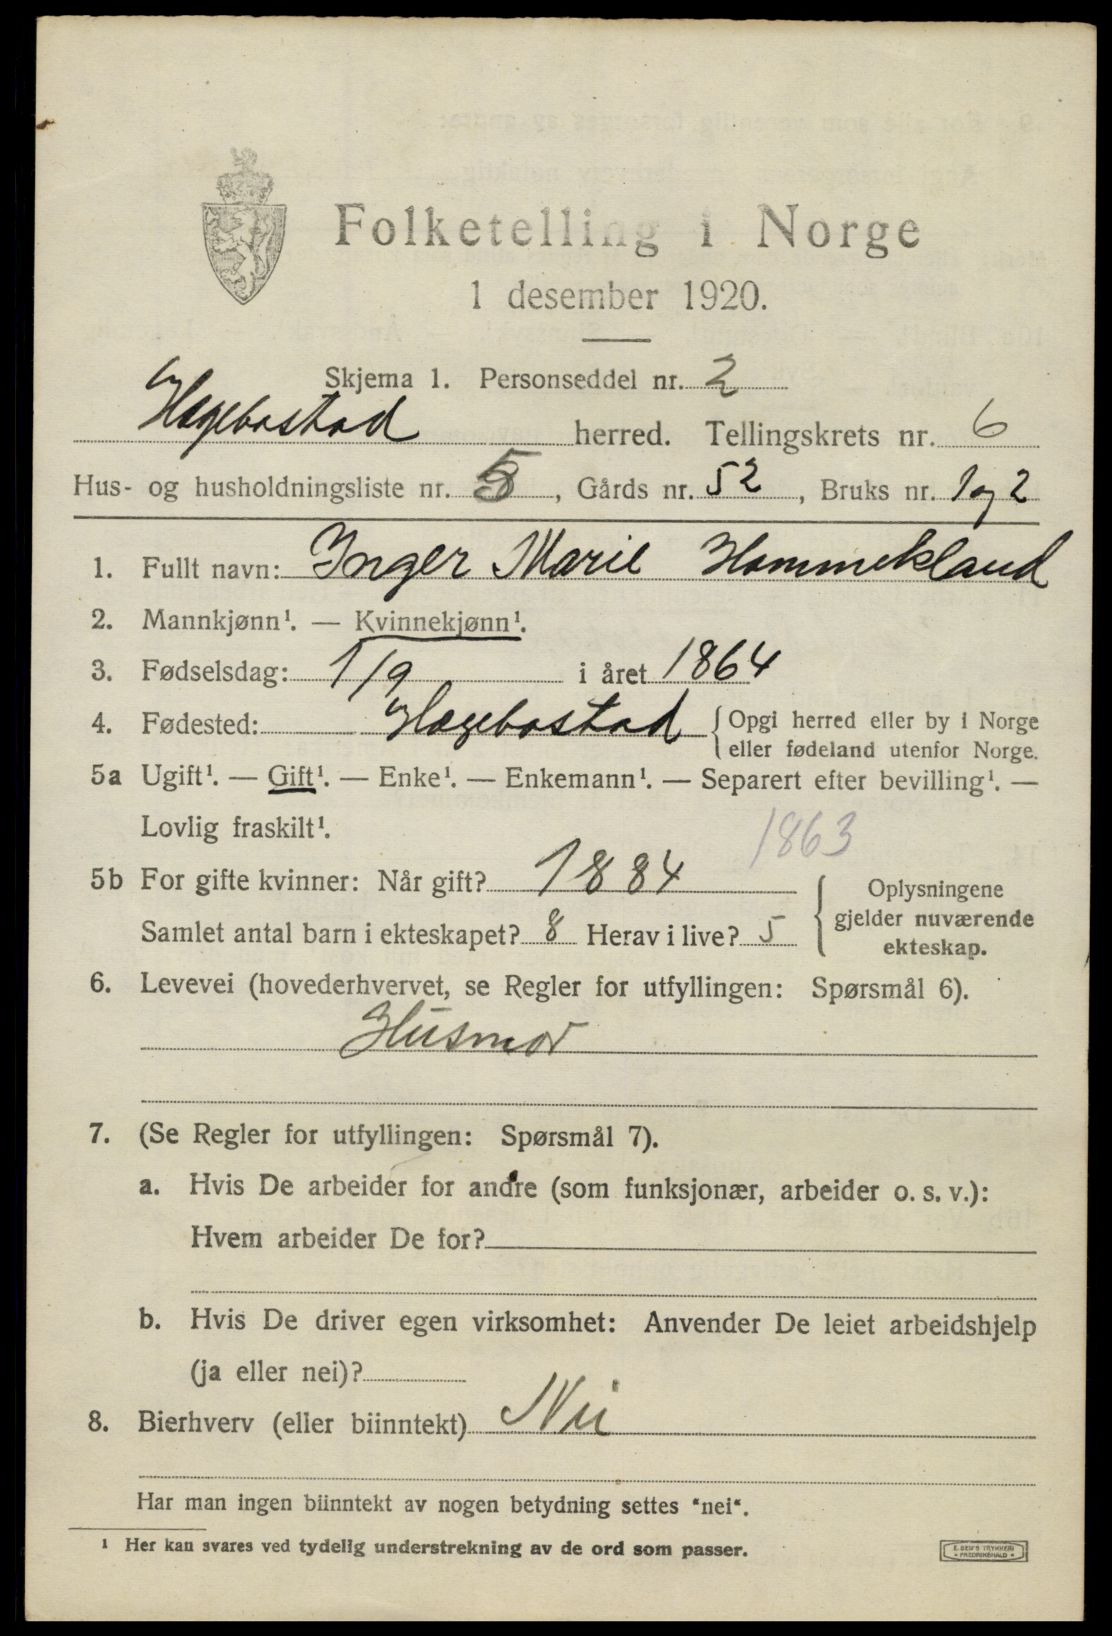 Folketelling i Norge
1 desember 1920.
Skjema 1. Personseddel nr. 2
Hægebostad herred. Tellingskrets nr. 6
Hus- og husholdningsliste nr. 5, Gårds nr. 52, Bruks nr. 1 og 2
1. Fullt navn: Inger Marie Hommekland
2. Mannkjønn¹. — Kvinnekjønn¹.
3. Fødselsdag: 1/9 i året 1864
4. Fødested: Hægebostad {Opgi herred eller by i Norge
eller fødeland utenfor Norge.
5a Ugift¹. — Gift¹. — Enke¹. — Enkemann¹. — Separert efter bevilling¹. —
Lovlig fraskilt¹.
1863
5b For gifte kvinner: Når gift? 1884
Samlet antal barn i ekteskapet? 8 Herav i live? 5
{ Oplysningene
gjelder nuværende
ekteskap.
6. Levevei (hovederhvervet, se Regler for utfyllingen: Spørsmål 6).
Husmor
7. (Se Regler for utfyllingen: Spørsmål 7).
a. Hvis De arbeider for andre (som funksjonær, arbeider o. s. v.):
Hvem arbeider De for?
b. Hvis De driver egen virksomhet: Anvender De leiet arbeidshjelp
(ja eller nei)?
8. Bierhverv (eller biinntekt) Nei
Har man ingen biinntekt av nogen betydning settes "nei".
¹ Her kan svares ved tydelig understrekning av de ord som passer.